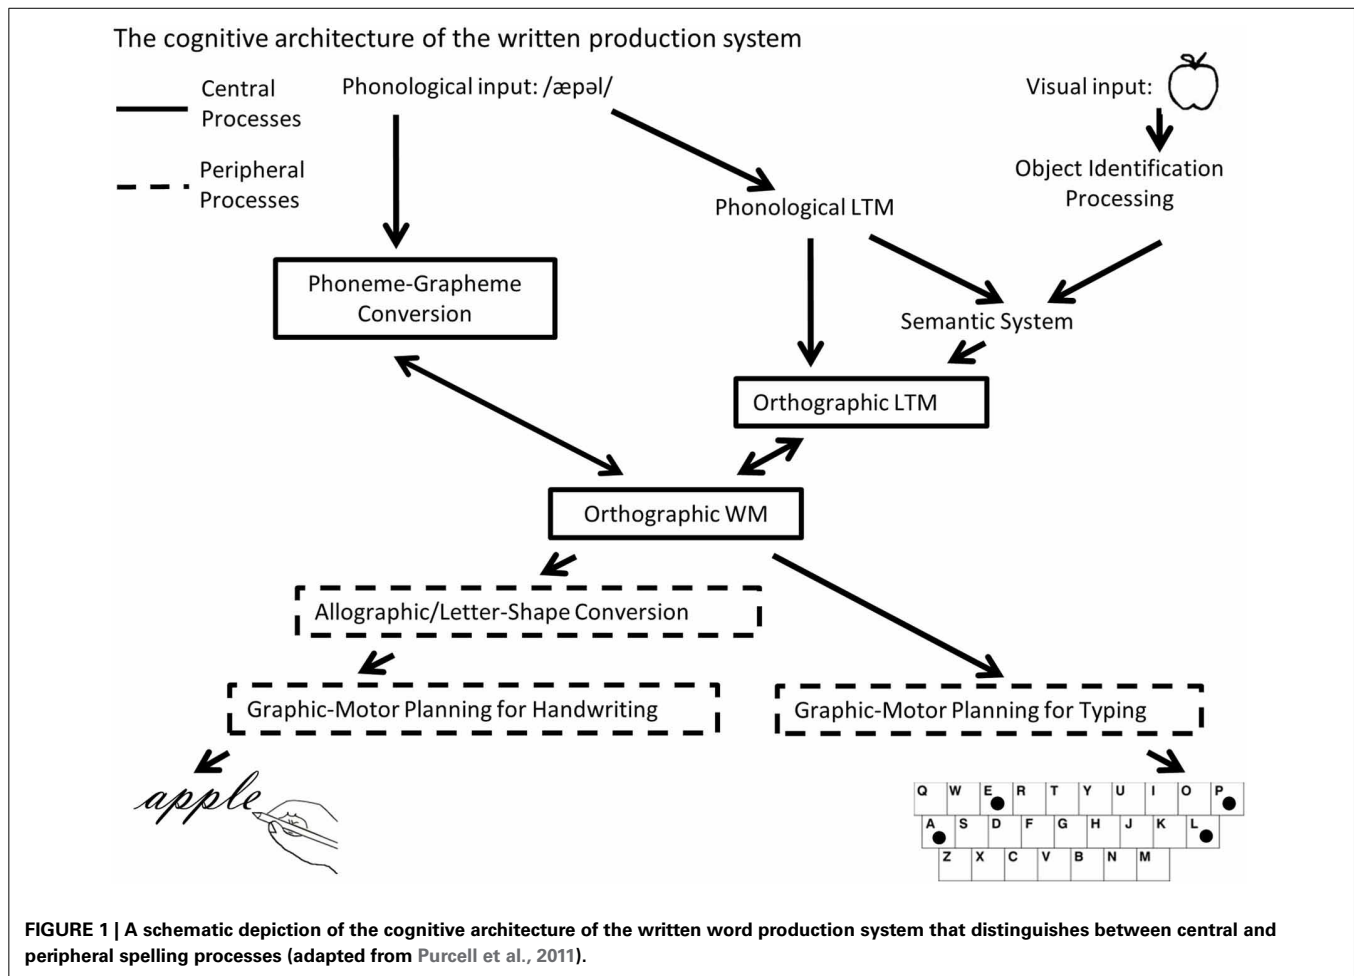 The cognitive architecture of the written production system
Central
Processes
Peripheral
Processes
Phonological input: /æpəl/
Visual input:
Object Identification
Processing
Phonological LTM
Phoneme-Grapheme
Conversion
Semantic System
Orthographic LTM
Orthographic WM
Allographic/Letter-Shape Conversion
Graphic-Motor Planning for Handwriting
Graphic-Motor Planning for Typing
apple
Q W E R T Y U I O P
A S D F G H J K L
Z X C V B N M
FIGURE 1 | A schematic depiction of the cognitive architecture of the written word production system that distinguishes between central and
peripheral spelling processes (adapted from Purcell et al., 2011).